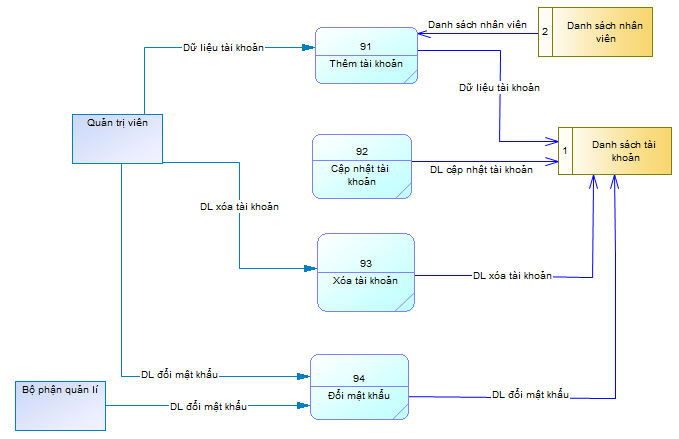 Danh sách nhân viên
2
Danh sách nhân
viên
Dữ liệu tài khoản
91
Thêm tài khoản
Dữ liệu tài khoản
Quản trị viên
92
Cập nhật tài
khoản
DL cập nhật tài khoản
1
Danh sách tài
khoản
DL xóa tài khoản
93
Xóa tài khoản
DL xóa tài khoản
DL đổi mật khẩu
94
Đổi mật khẩu
DL đổi mật khẩu
Bộ phận quản lí
DL đổi mật khẩu